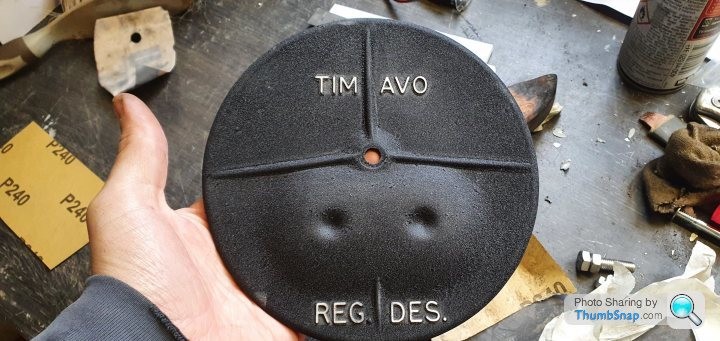 TIM AVO
REG. DES.
P240
P240
P240
Photo Sharing by
ThumbSnap.com